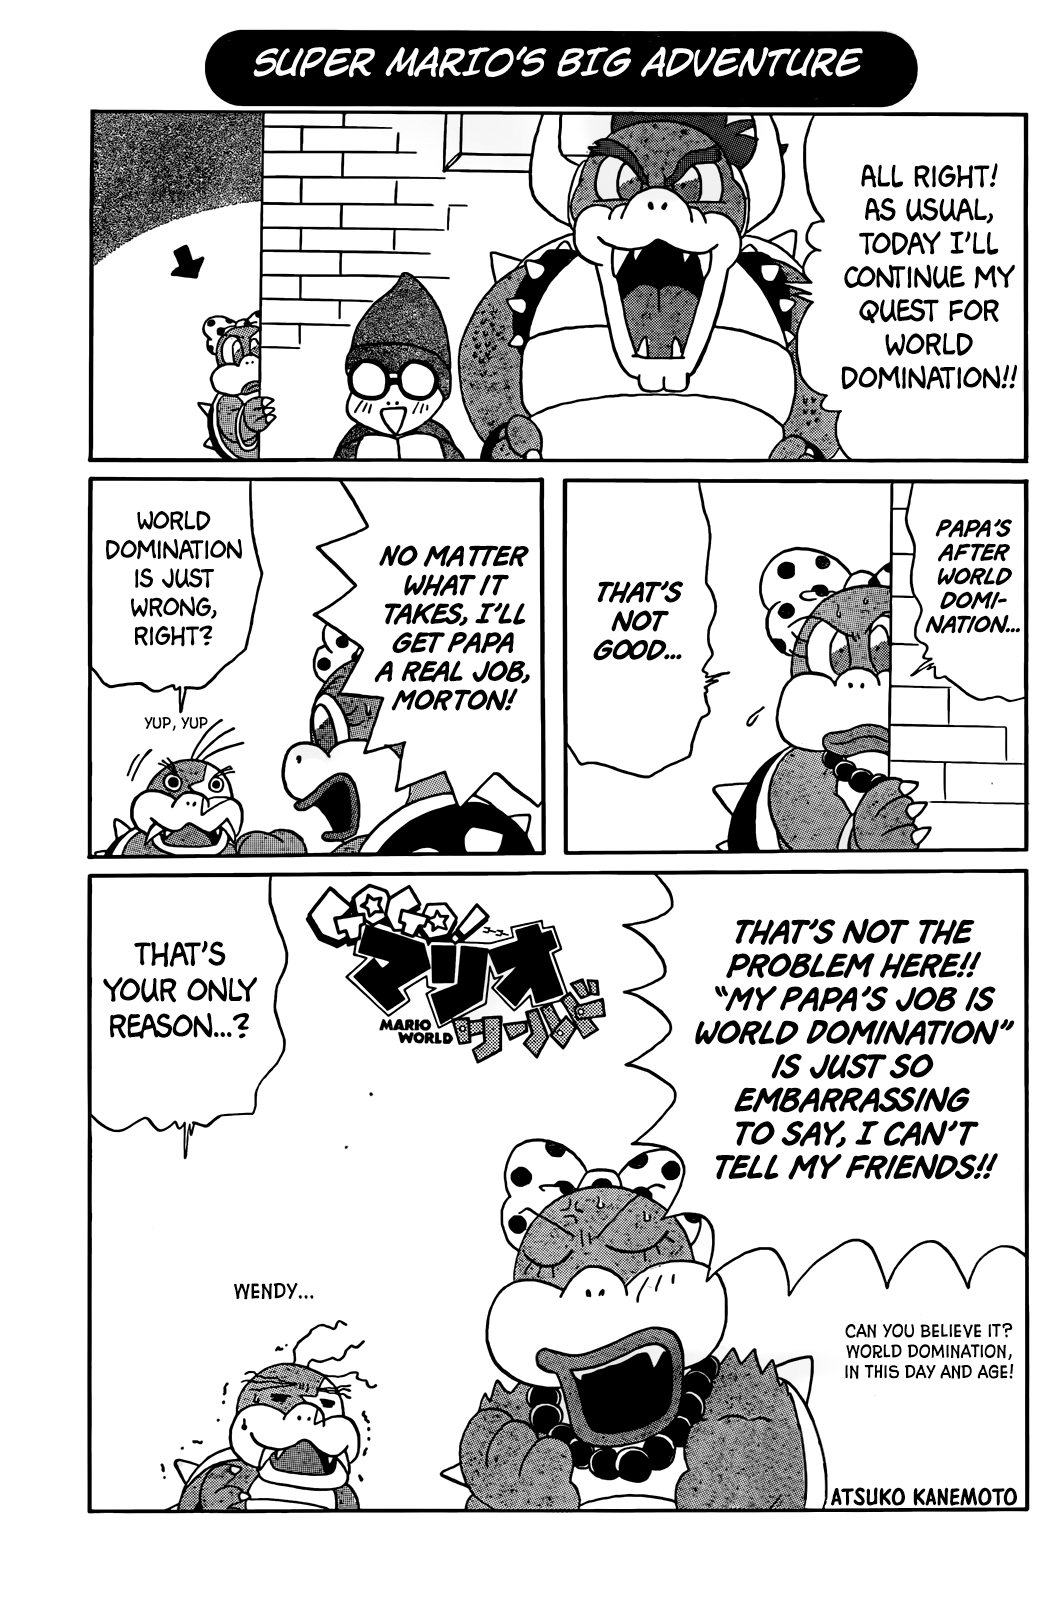 SUPER MARIO'S BIG ADVENTURE
ALL RIGHT!
AS USUAL,
TODAY I'LL
CONTINUE MY
QUEST FOR
WORLD
DOMINATION!!
PAPA'S
AFTER
WORLD
DOMI-
NATION...
THAT'S
NOT
GOOD...
NO MATTER
WHAT IT
TAKES, I'LL
GET PAPA
A REAL JOB,
MORTON!
WORLD
DOMINATION
IS JUST
WRONG,
RIGHT?
YUP, YUP
THAT'S NOT THE
PROBLEM HERE!!
"MY PAPA'S JOB IS
WORLD DOMINATION"
IS JUST SO
EMBARRASSING
TO SAY, I CAN'T
TELL MY FRIENDS!!
マリオ
MARIO
WORLD
ワールド
THAT'S
YOUR ONLY
REASON...?
WENDY...
CAN YOU BELIEVE IT?
WORLD DOMINATION,
IN THIS DAY AND AGE!
ATSUKO KANEMOTO